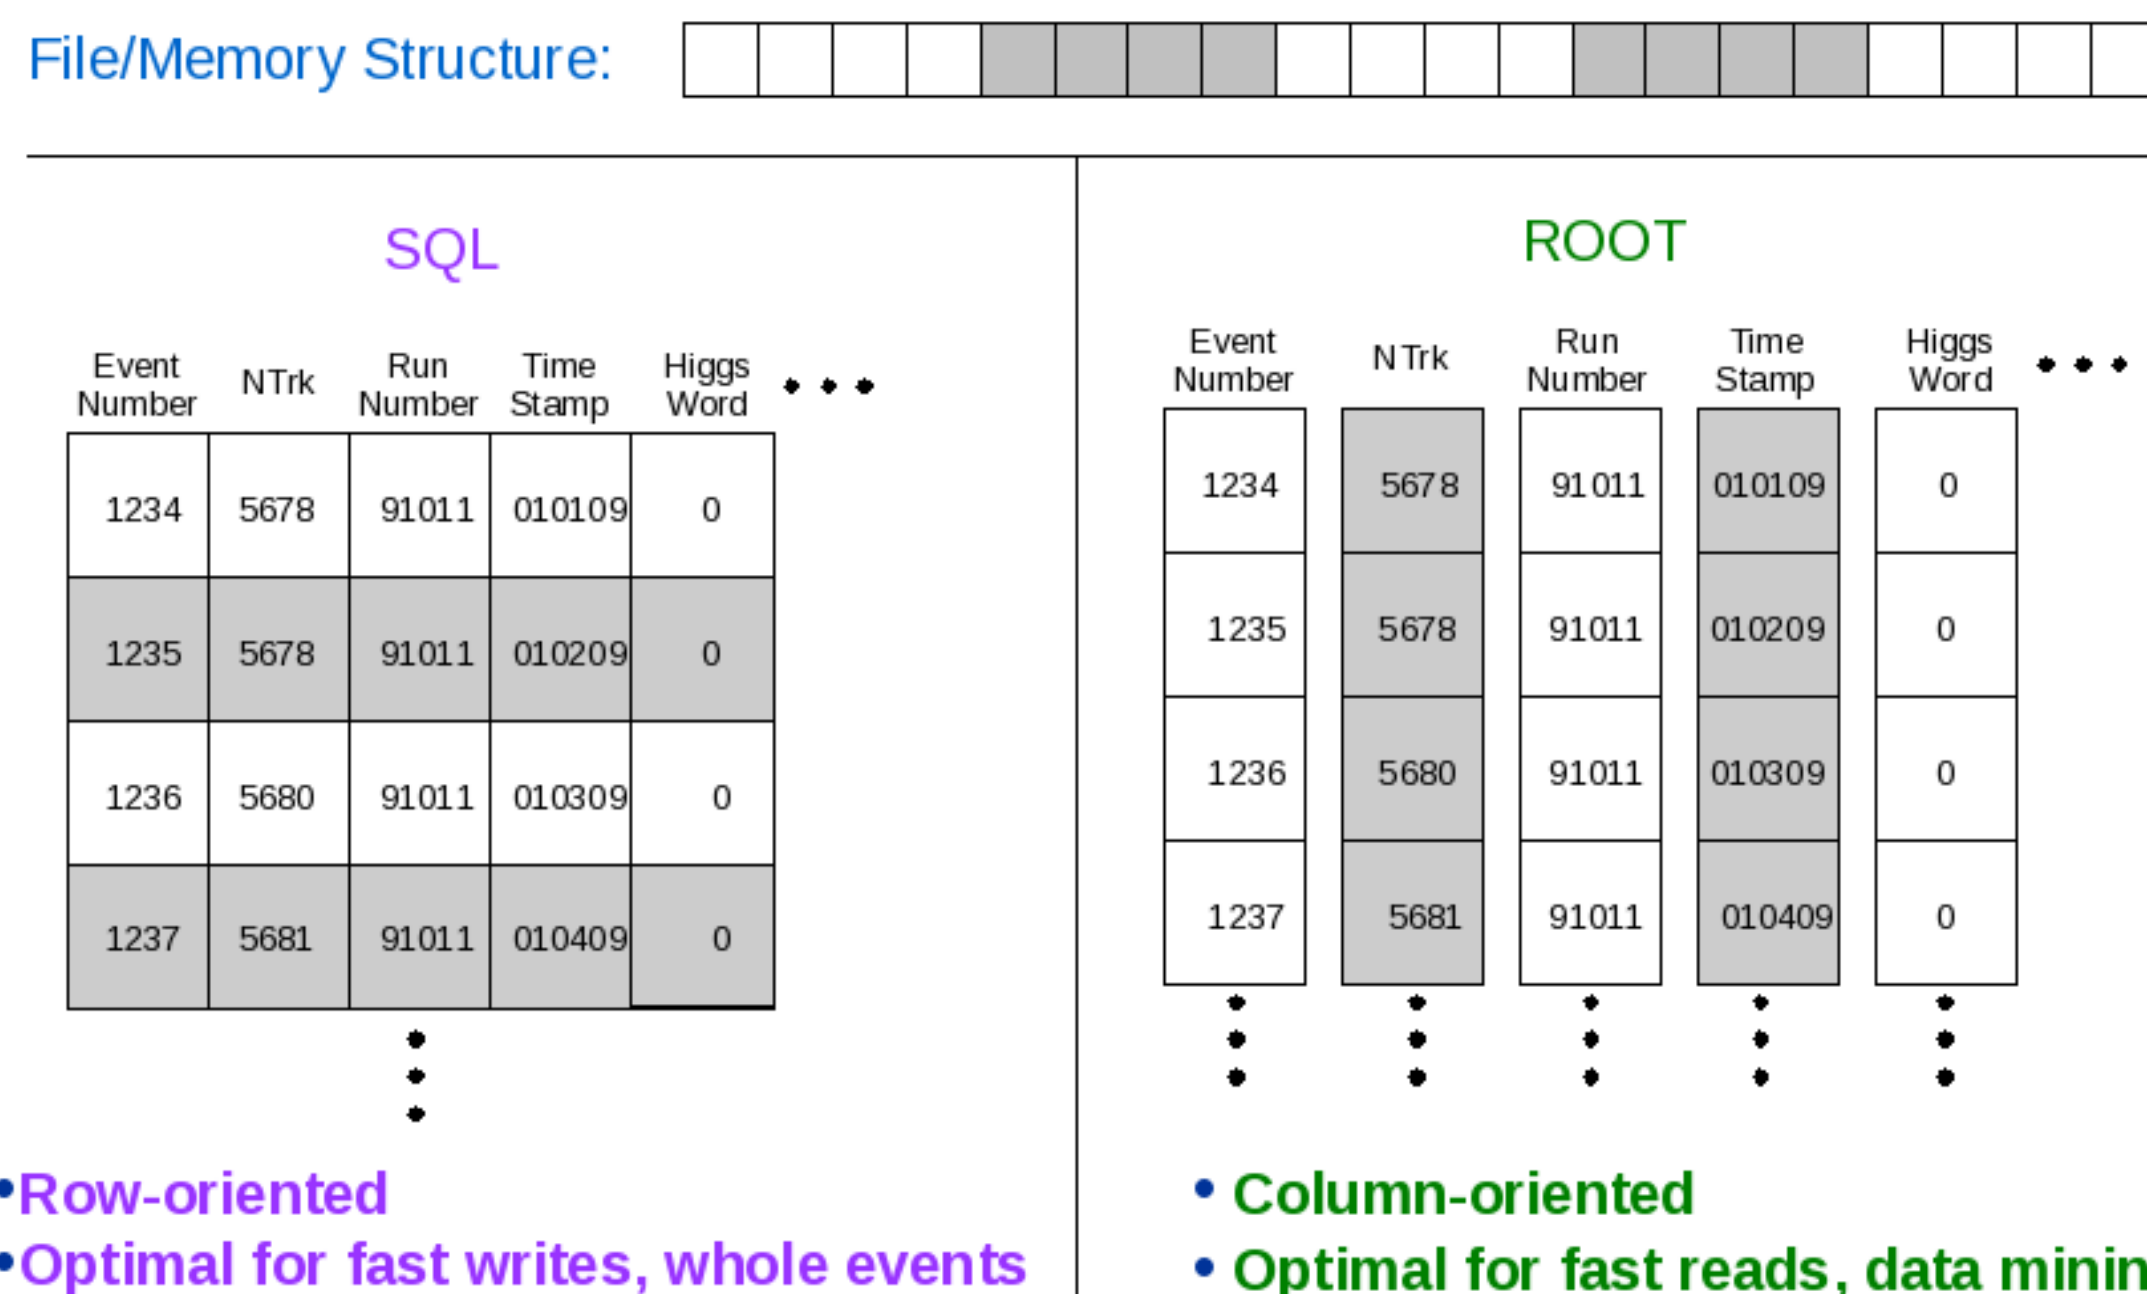 File/Memory Structure:
SQL
Event Number NTrk Run Number Time Stamp Higgs Word
1234 5678 91011 010109 0
1235 5678 91011 010209 0
1236 5680 91011 010309 0
1237 5681 91011 010409 0
•Row-oriented
•Optimal for fast writes, whole events
ROOT
Event Number NTrk Run Number Time Stamp Higgs Word
1234 5678 91011 010109 0
1235 5678 91011 010209 0
1236 5680 91011 010309 0
1237 5681 91011 010409 0
• Column-oriented
• Optimal for fast reads, data minin